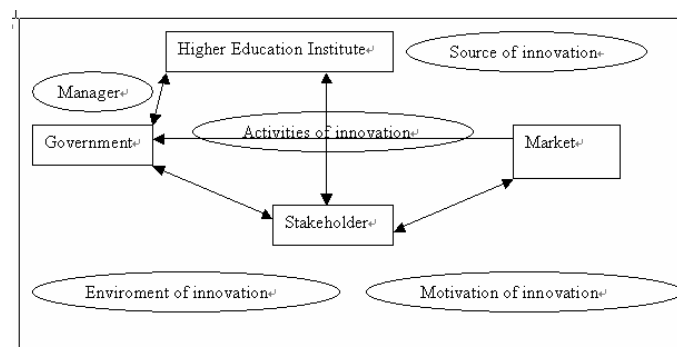 Higher Education Institute
Source of innovation
Manager
Activities of innovation
Government
Market
Stakeholder
Enviroment of innovation
Motivation of innovation